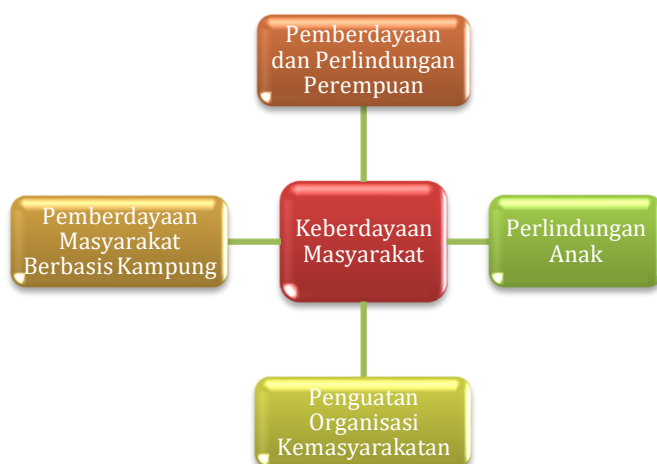 Pemberdayaan
dan Perlindungan
Perempuan
Pemberdayaan
Masyarakat
Berbasis Kampung
Keberdayaan
Masyarakat
Perlindungan
Anak
Penguatan
Organisasi
Kemasyarakatan